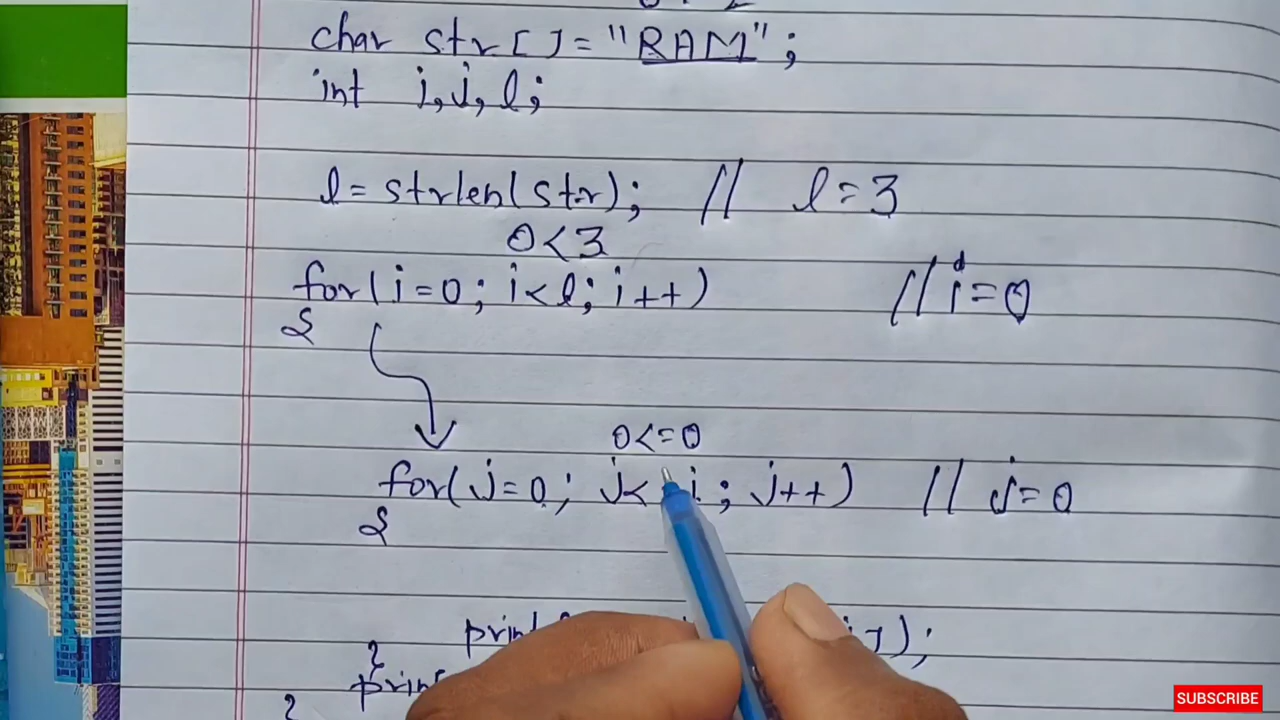 char str[]="RAM";
int i,j,l;
l=strlen(str); // l=3
0<3
for(i=0; i<l; i++) // i=0
{
0<=0
for(j=0; j<=i; j++) // j=0
{
);
}
}
SUBSCRIBE